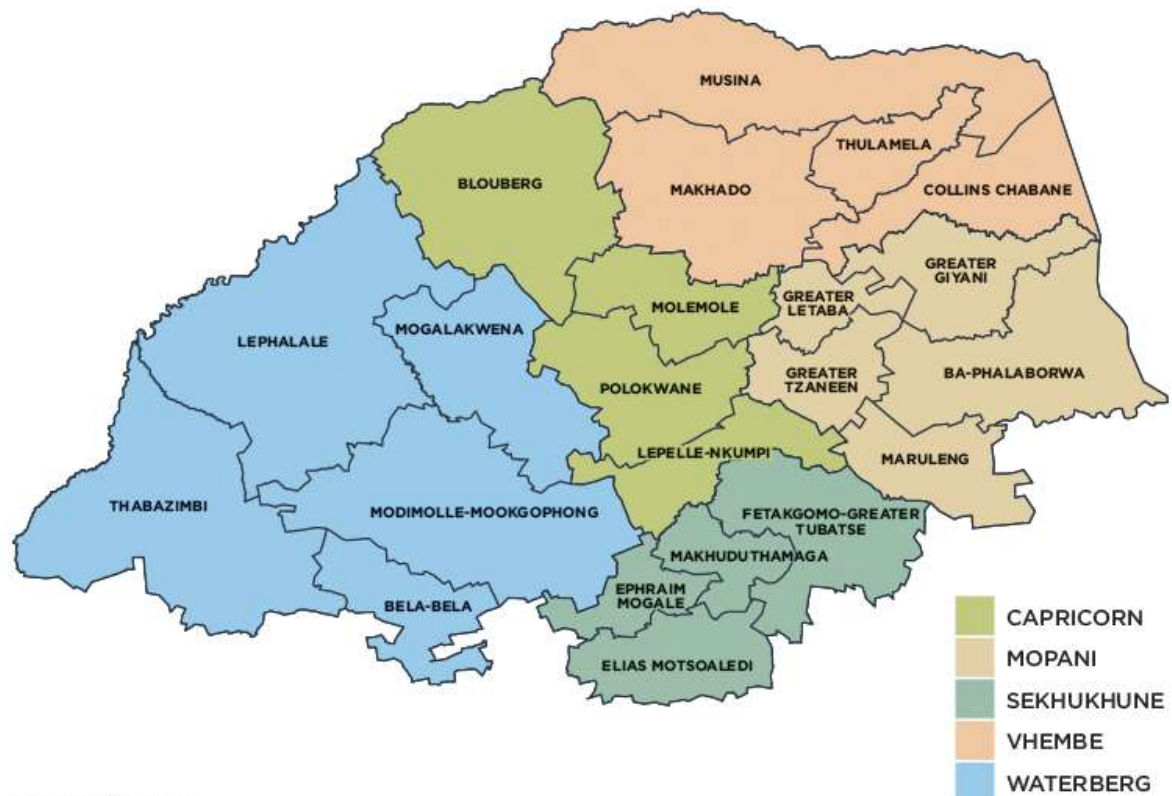 MUSINA
THULAMELA
BLOUBERG
MAKHADO
COLLINS CHABANE
GREATER
GIYANI
GREATER
LETABA
MOLEMOLE
MOGALAKWENA
LEPHALALE
GREATER
TZANEEN
BA-PHALABORWA
POLOKWANE
LEPELLE-NKUMPI
MARULENG
THABAZIMBI
MODIMOLLE-MOOKGOPHONG
FETAKGOMO-GREATER
TUBATSE
MAKHUDUTHAMAGA
EPHRAIM
MOGALE
BELA-BELA
ELIAS MOTSOALEDI
CAPRICORN
MOPANI
SEKHUKHUNE
VHEMBE
WATERBERG